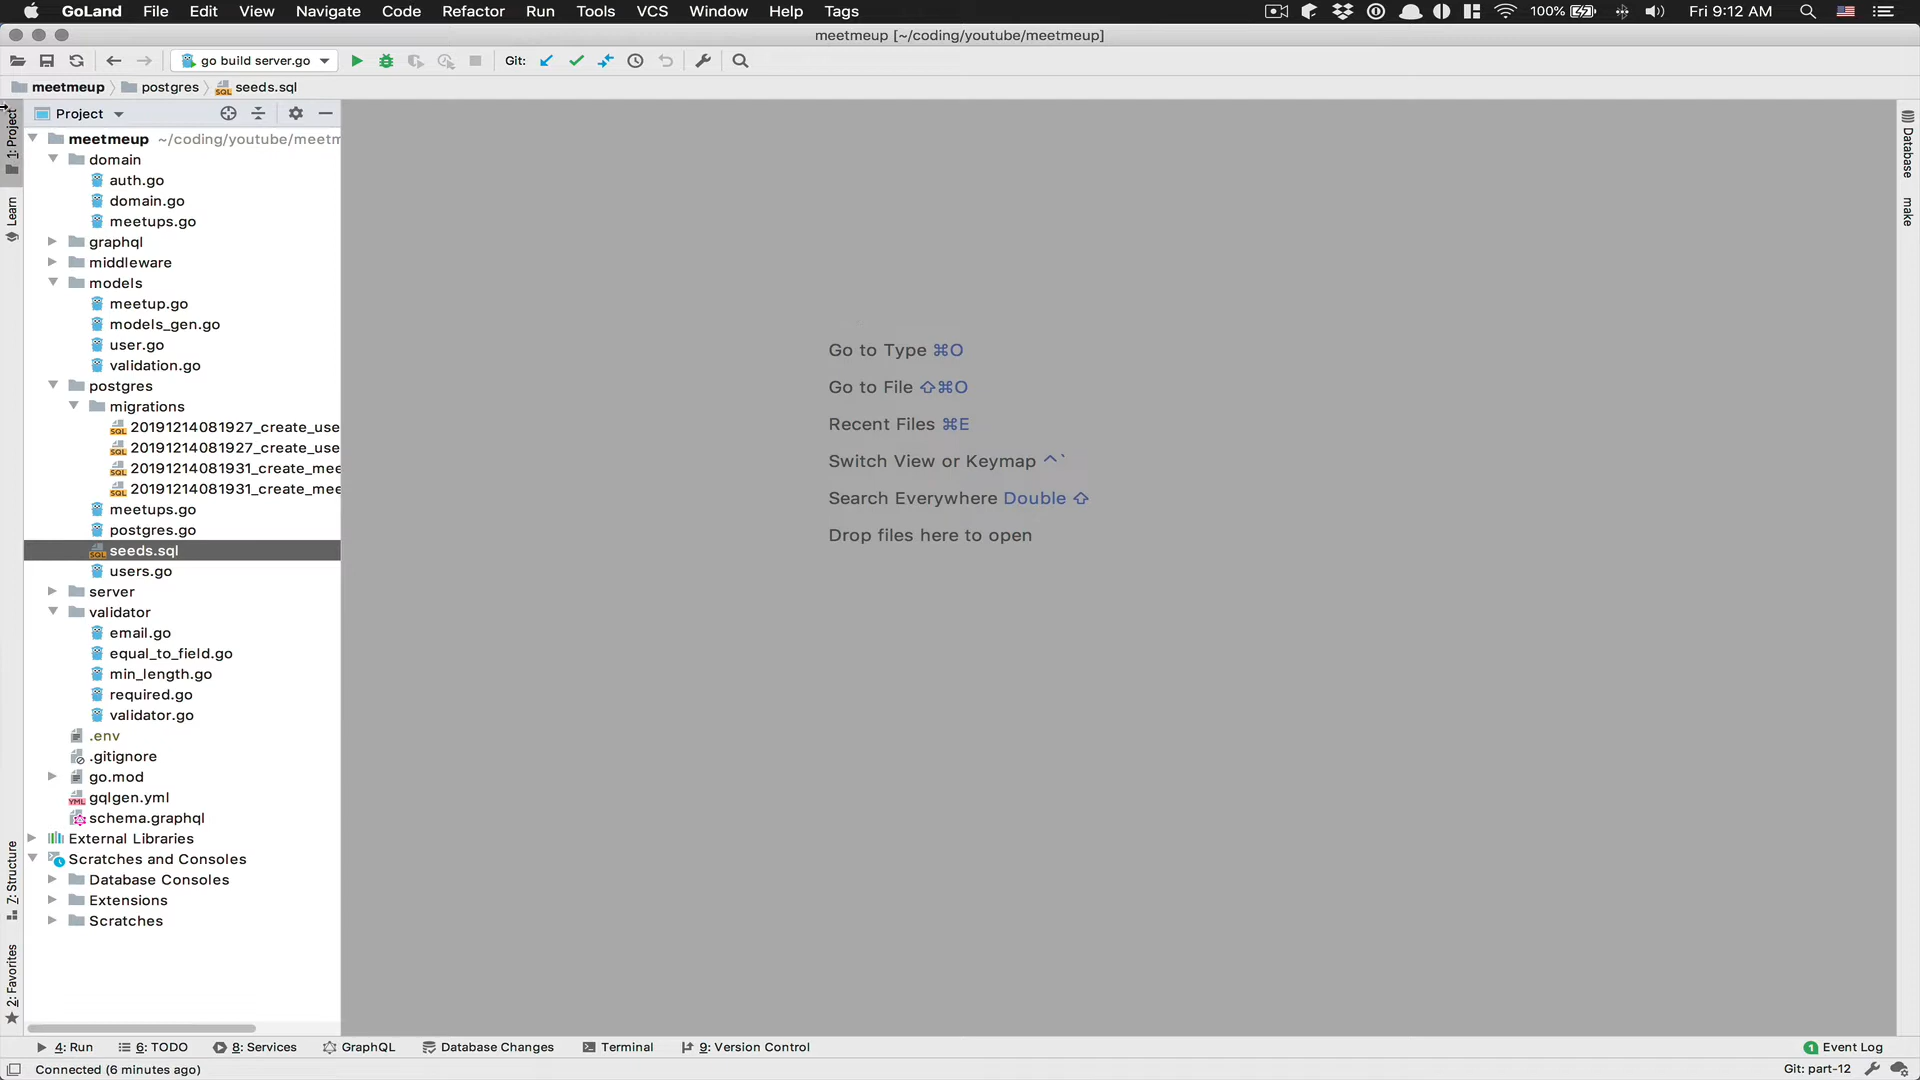 GoLand File Edit View Navigate Code Refactor Run Tools VCS Window Help Tags 100% Fri 9:12 AM
meetmeup [~/coding/youtube/meetmeup]
go build server.go Git:
meetmeup postgres seeds.sql
1: Project
Learn
Project
meetmeup ~/coding/youtube/meetm
domain
auth.go
domain.go
meetups.go
graphql
middleware
models
meetup.go
models_gen.go
user.go
validation.go
postgres
migrations
20191214081927_create_use
20191214081927_create_use
20191214081931_create_mee
20191214081931_create_mee
meetups.go
postgres.go
seeds.sql
users.go
server
validator
email.go
equal_to_field.go
min_length.go
required.go
validator.go
.env
.gitignore
go.mod
gqlgen.yml
schema.graphql
External Libraries
Scratches and Consoles
Database Consoles
Extensions
Scratches
Z: Structure
2: Favorites
Go to Type ⌘O
Go to File ⇧⌘O
Recent Files ⌘E
Switch View or Keymap ^`
Search Everywhere Double ⇧
Drop files here to open
Database
make
4: Run 6: TODO 8: Services GraphQL Database Changes Terminal 9: Version Control 1 Event Log
Connected (6 minutes ago) Git: part-12